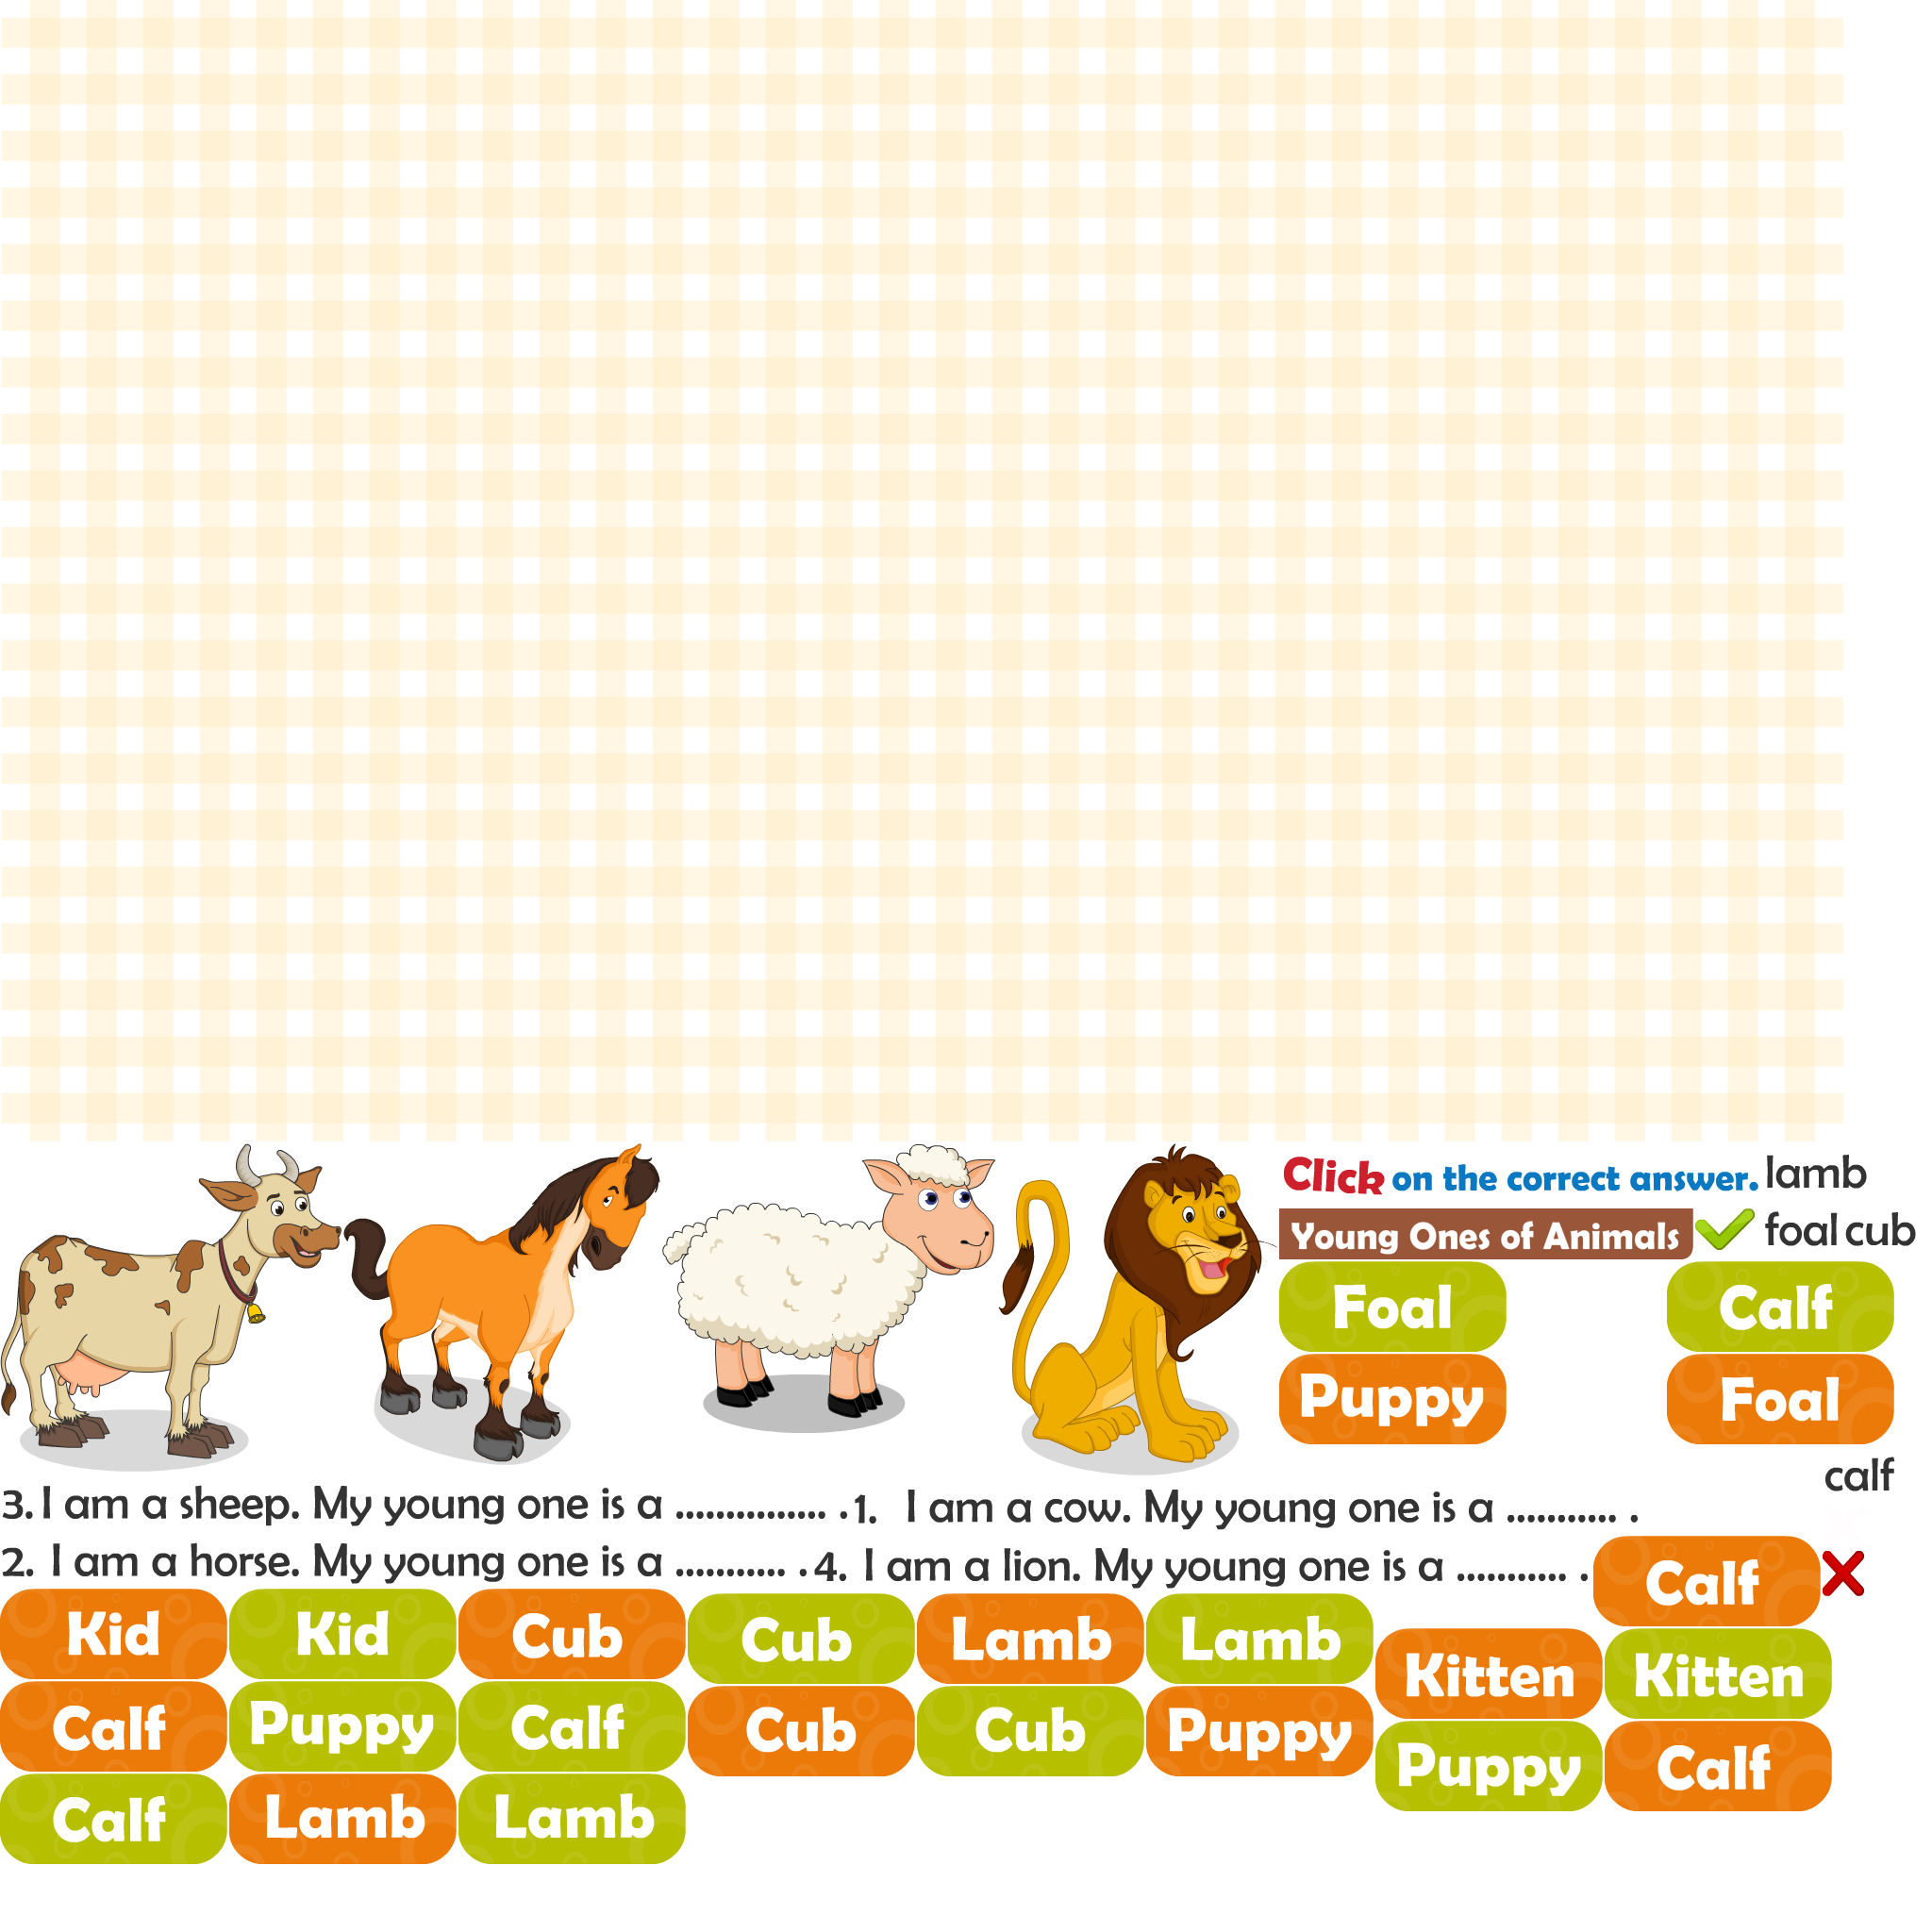 Click on the correct answer. lamb
Young Ones of Animals foal cub
Foal Calf
Puppy Foal
calf
3. I am a sheep. My young one is a ............... . 1. I am a cow. My young one is a ........... .
2. I am a horse. My young one is a ........... . 4. I am a lion. My young one is a ........... . Calf
Kid Kid Cub Cub Lamb Lamb Kitten Kitten
Calf Puppy Calf Cub Cub Puppy Puppy Calf
Calf Lamb Lamb